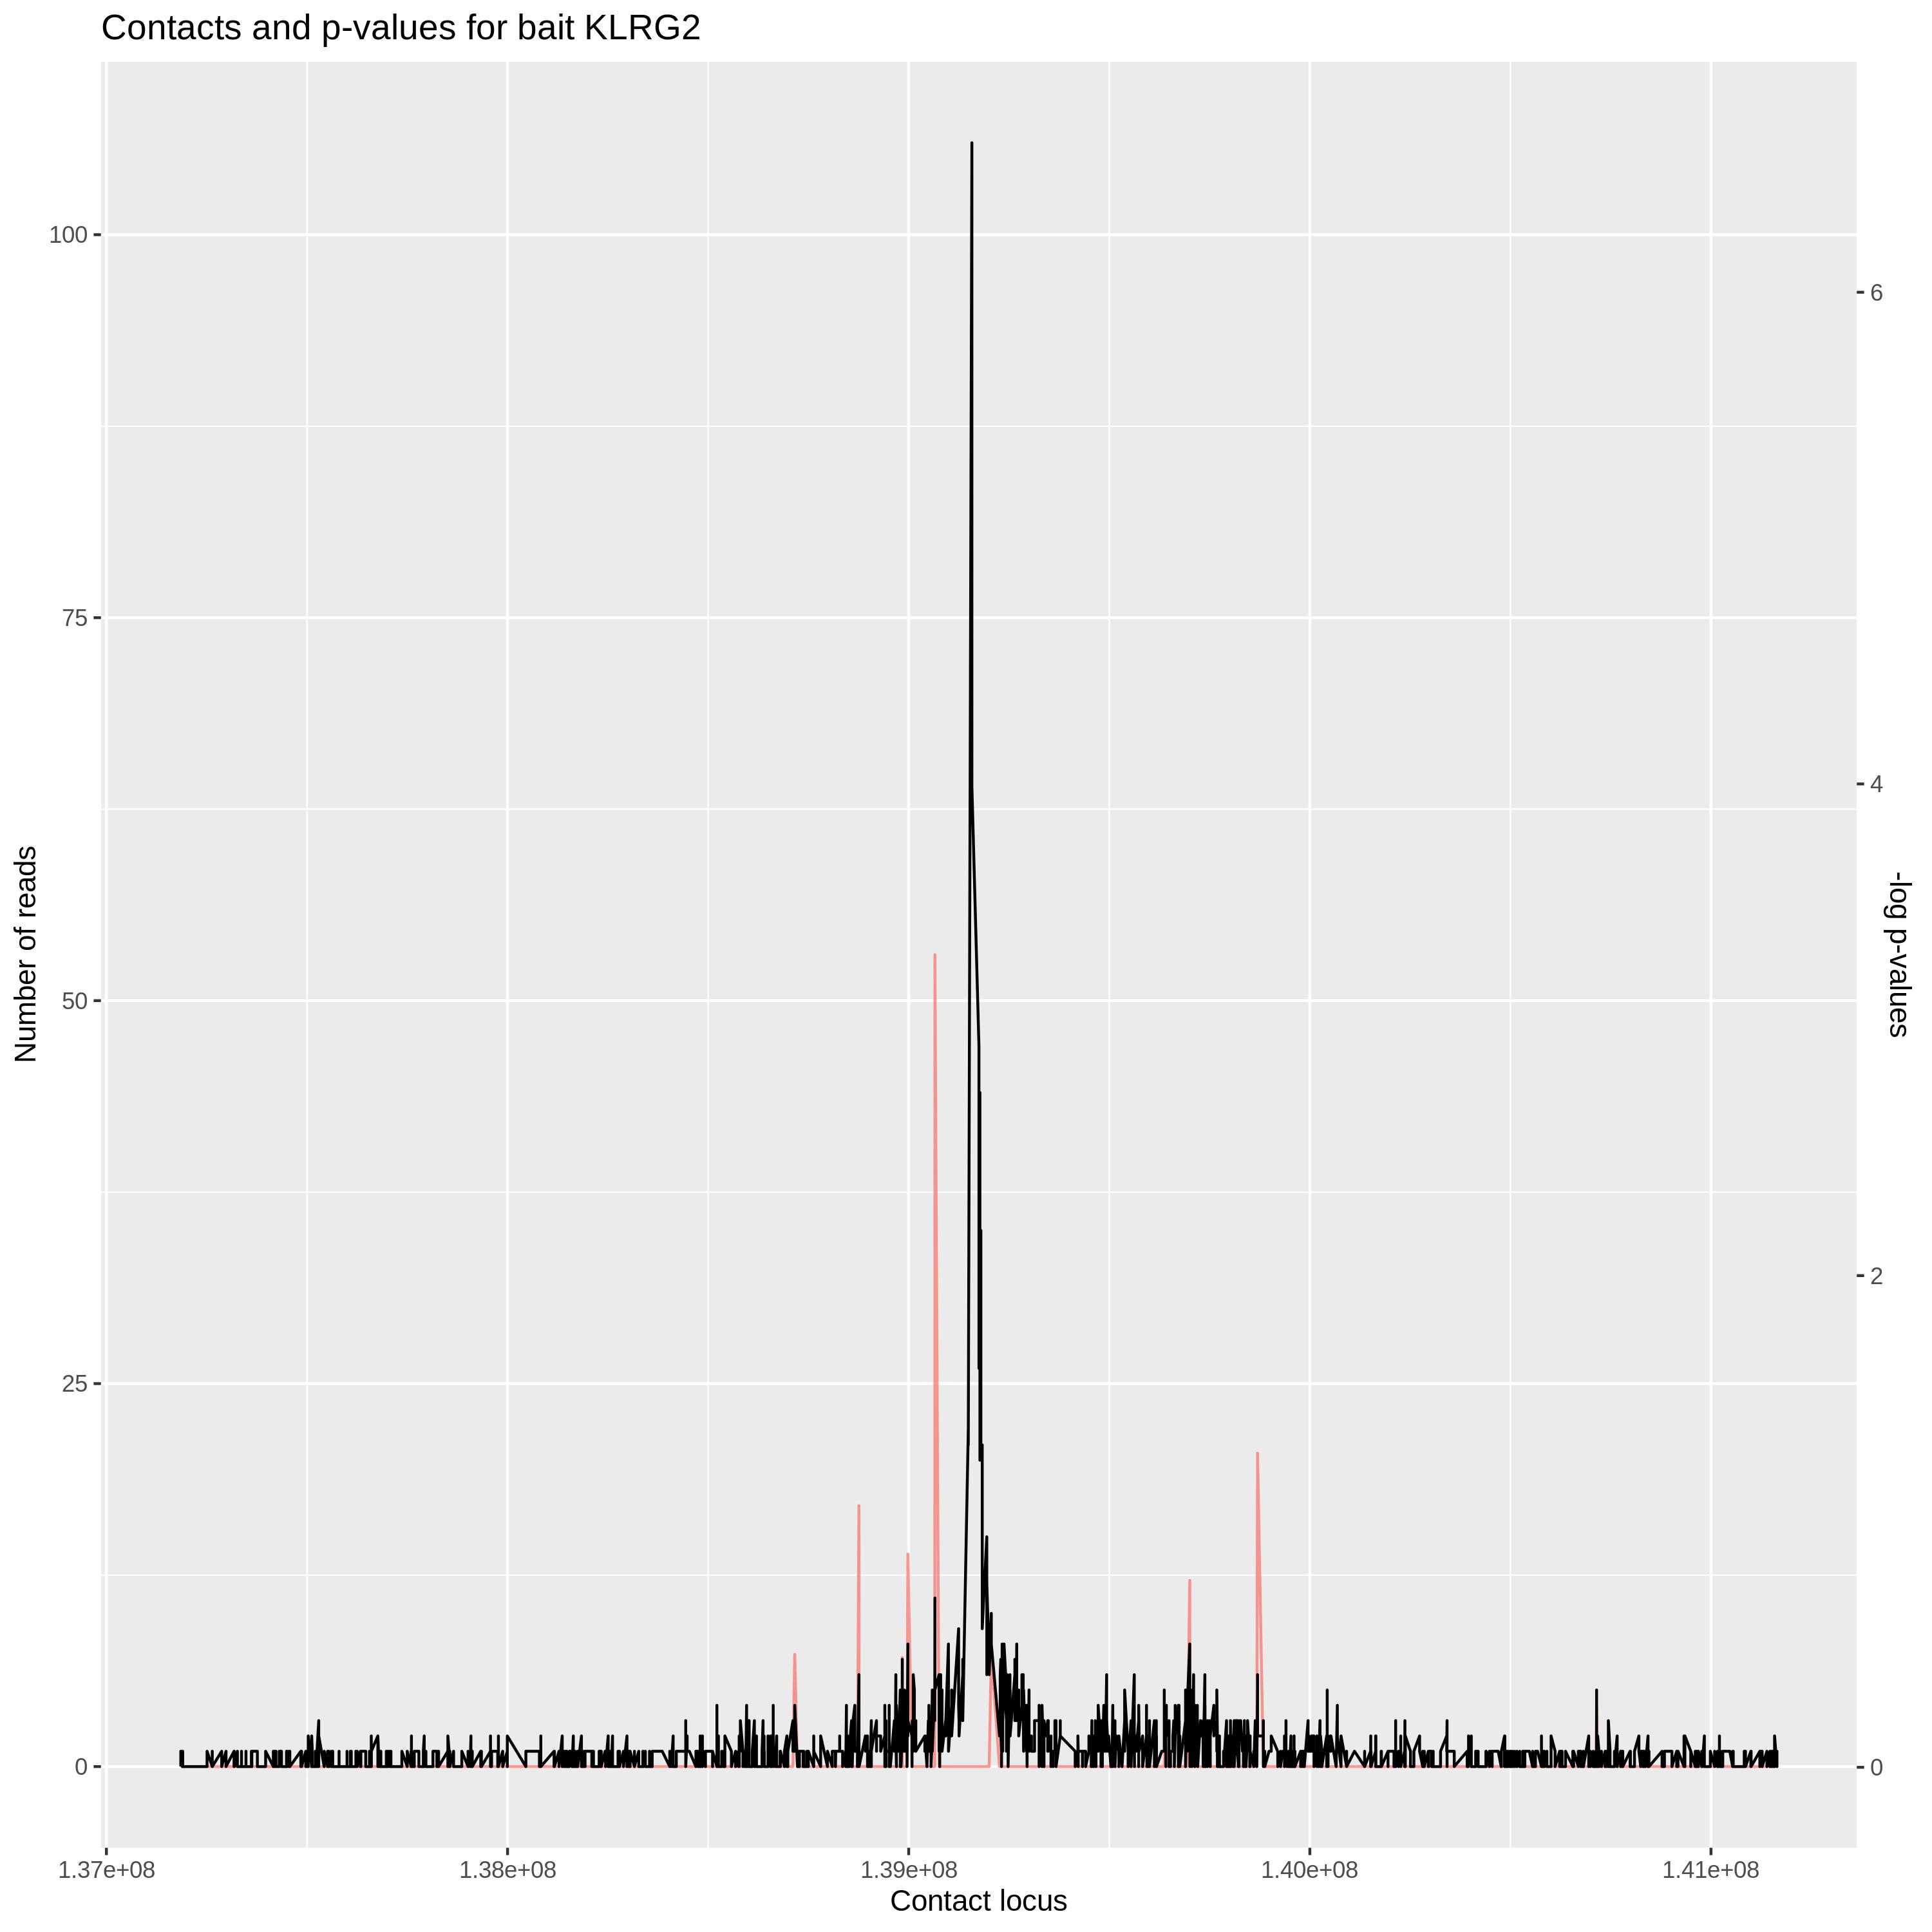 Contacts and p-values for bait KLRG2
Number of reads
100
75
50
25
0
6
4
2
0
-log p-values
1.37e+08
1.38e+08
1.39e+08
1.40e+08
1.41e+08
Contact locus